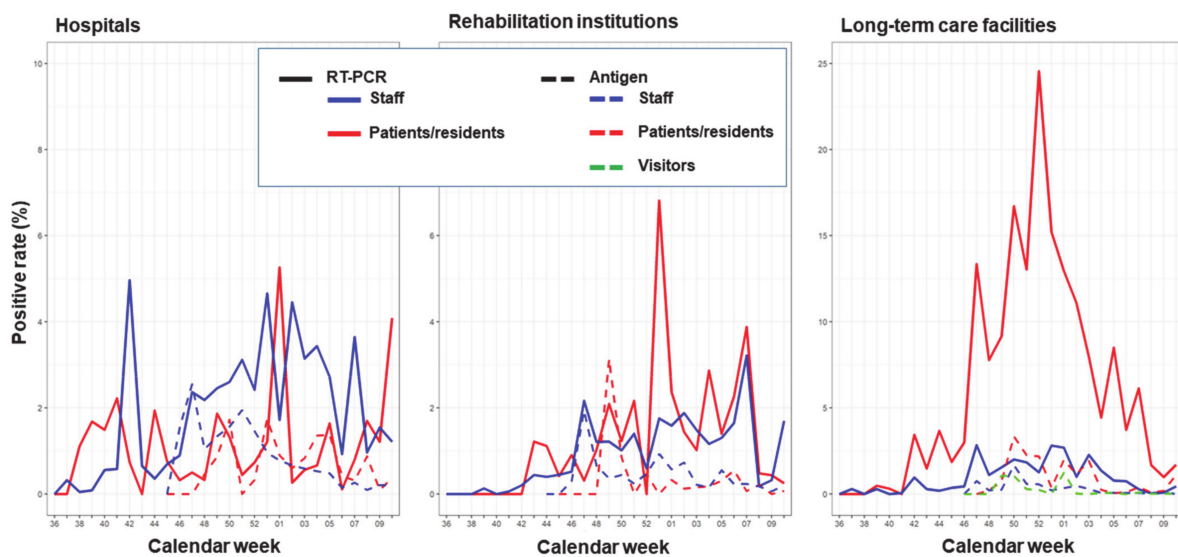 Hospitals
Rehabilitation institutions
Long-term care facilities
RT-PCR
Staff
Patients/residents
Antigen
Staff
Patients/residents
Visitors
Positive rate (%)
10
8
6
4
2
0
36 38 40 42 44 46 48 50 52 01 03 05 07 09
Calendar week
6
4
2
0
36 38 40 42 44 46 48 50 52 01 03 05 07 09
Calendar week
25
20
15
10
5
0
36 38 40 42 44 46 48 50 52 01 03 05 07 09
Calendar week